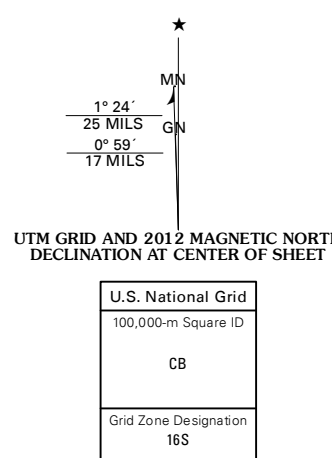 ★
MN
1° 24´
25 MILS
GN
0° 59´
17 MILS
UTM GRID AND 2012 MAGNETIC NORTH
DECLINATION AT CENTER OF SHEET
U.S. National Grid
100,000-m Square ID
CB
Grid Zone Designation
16S